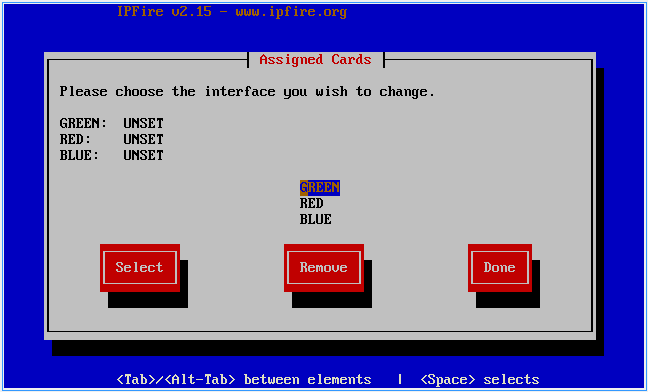 IPFire v2.15 - www.ipfire.org
Assigned Cards
Please choose the interface you wish to change.
GREEN:  UNSET
RED:    UNSET
BLUE:   UNSET
GREEN
RED
BLUE
Select Remove Done
<Tab>/<Alt-Tab> between elements   |  <Space> selects